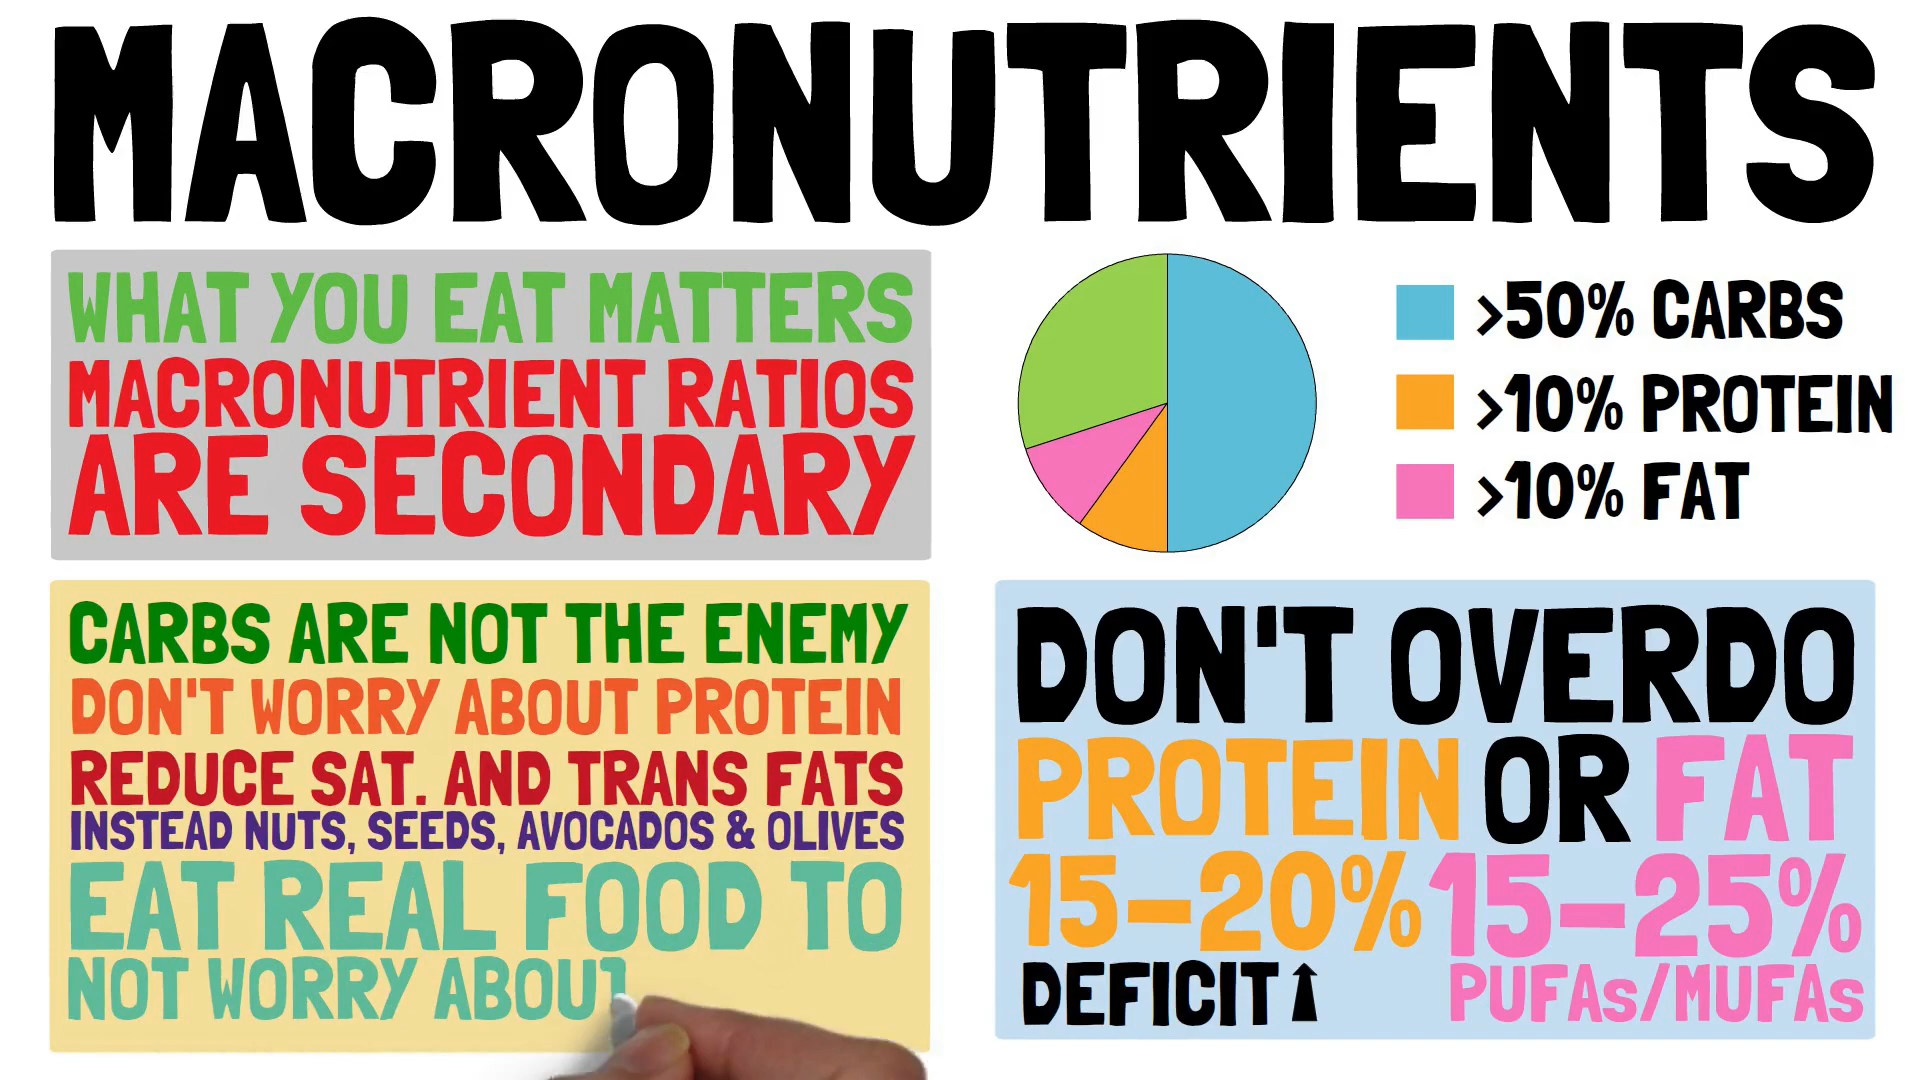 MACRONUTRIENTS
WHAT YOU EAT MATTERS
MACRONUTRIENT RATIOS
ARE SECONDARY
>50% CARBS
>10% PROTEIN
>10% FAT
CARBS ARE NOT THE ENEMY
DON'T WORRY ABOUT PROTEIN
REDUCE SAT. AND TRANS FATS
INSTEAD NUTS, SEEDS, AVOCADOS & OLIVES
EAT REAL FOOD TO
NOT WORRY ABOUT
DON'T OVERDO
PROTEIN OR FAT
15–20% 15–25%
DEFICIT PUFAs/MUFAs